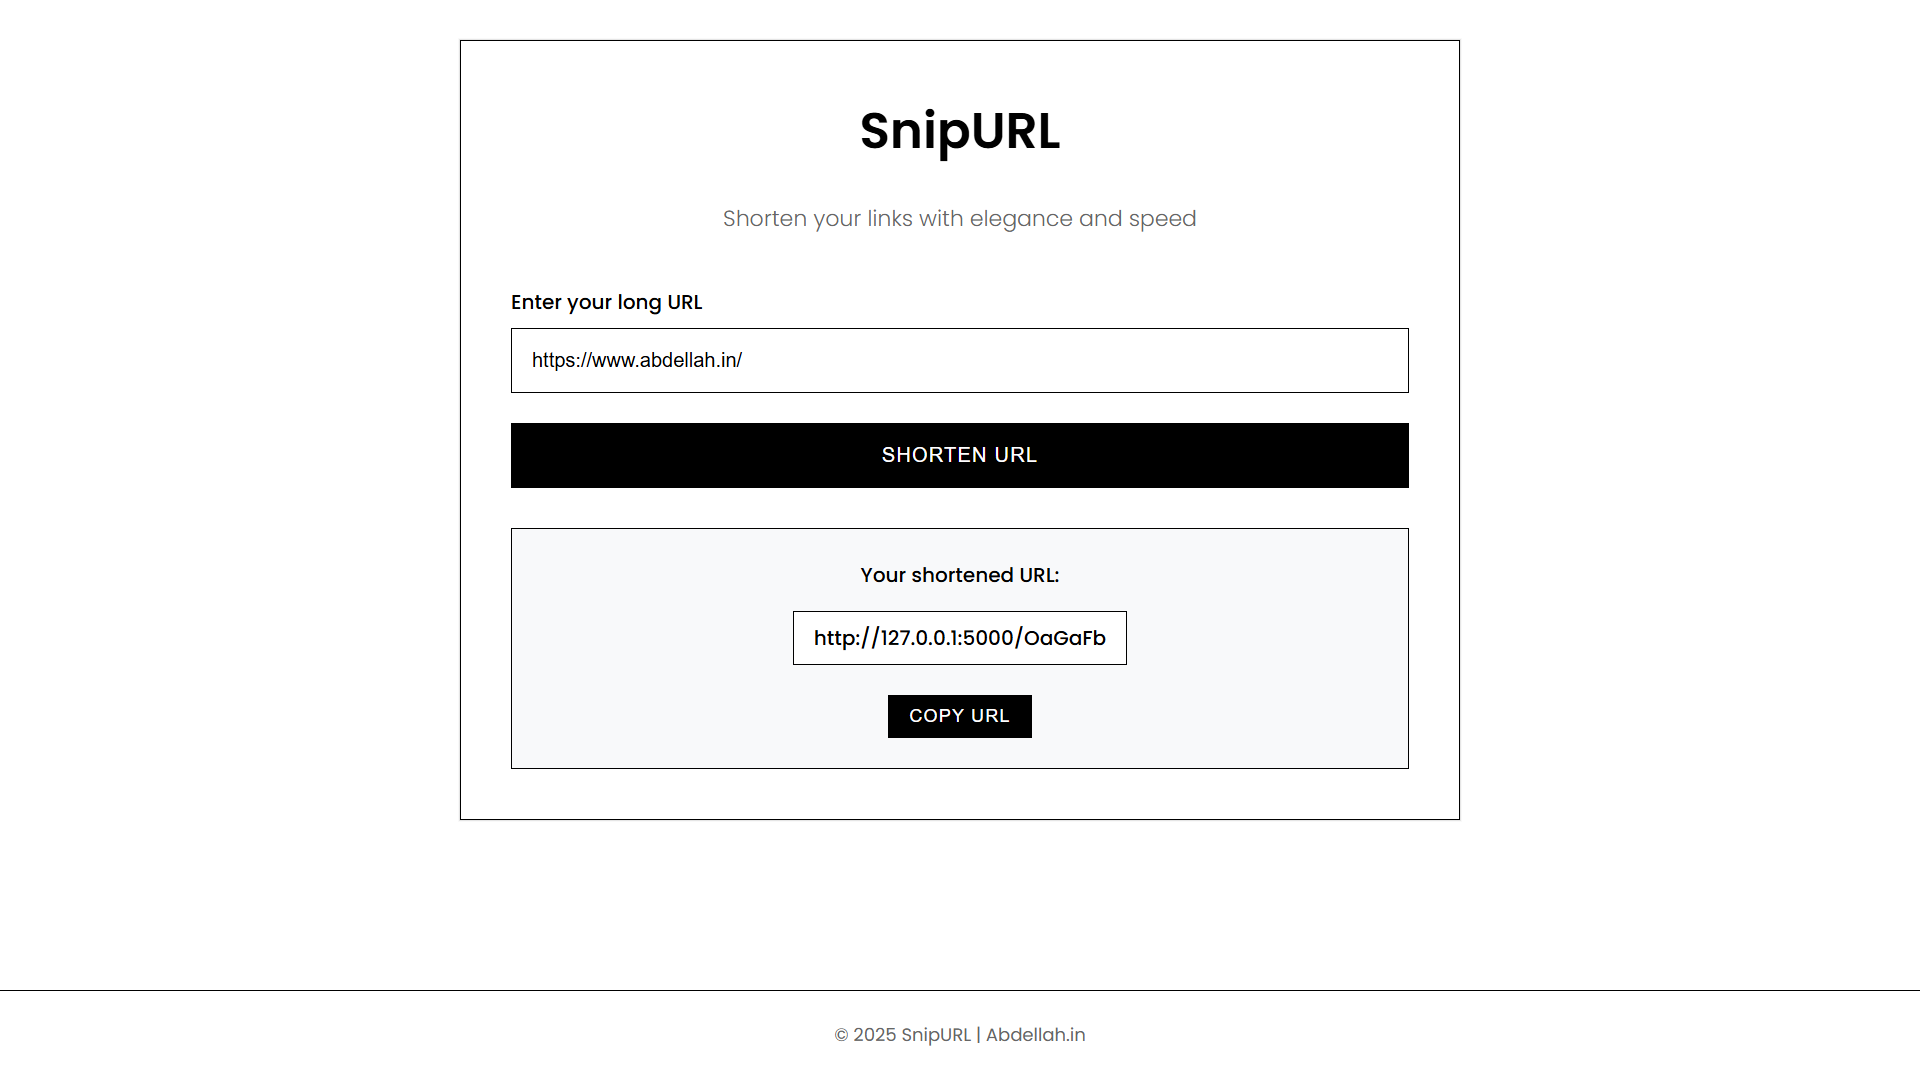 SnipURL
Shorten your links with elegance and speed
Enter your long URL
https://www.abdellah.in/
SHORTEN URL
Your shortened URL:
http://127.0.0.1:5000/OaGaFb
COPY URL
© 2025 SnipURL | Abdellah.in